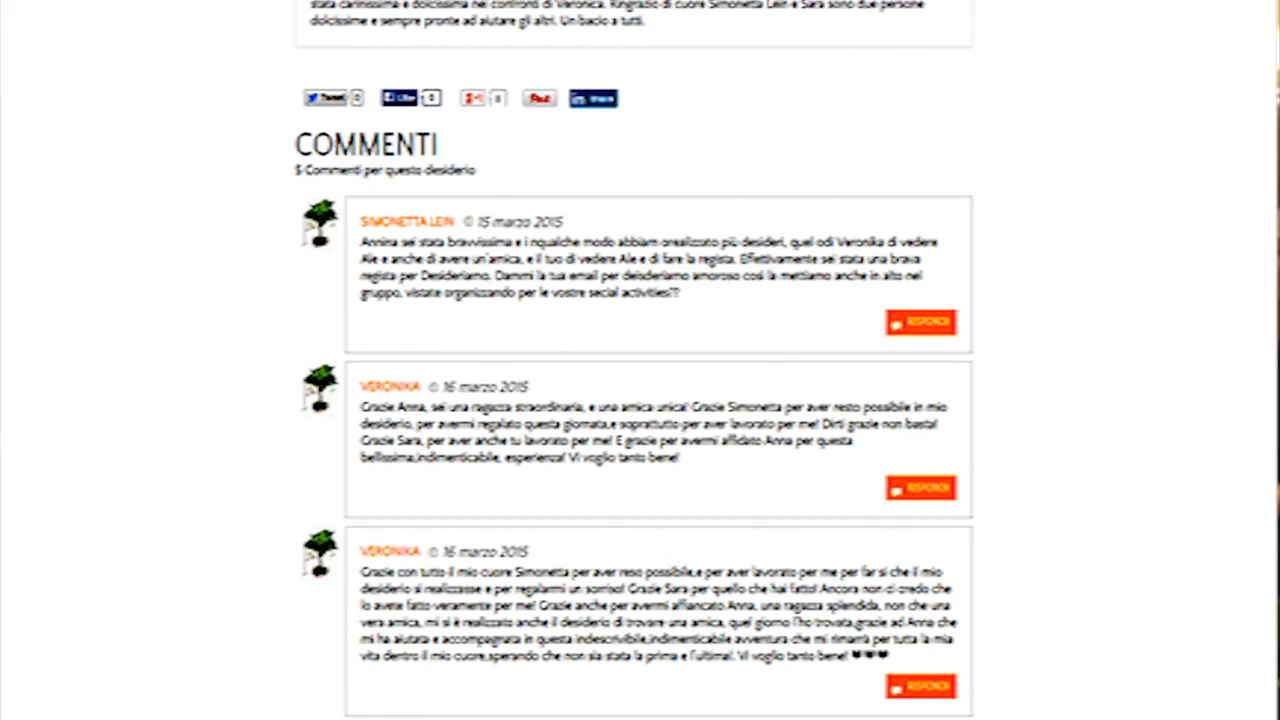 stata carinissima e dolcissima nei confronti di Veronica. Ringrazio di cuore Simonetta Lein e Sara sono due persone
dolcissime e sempre pronte ad aiutare gli altri. Un bacio a tutti.
Tweet 0 Like 0 +1 0 Pin it in Share
COMMENTI
5 Commenti per questo desiderio
SIMONETTA LEIN 15 marzo 2015
Annina sei stata bravvissima e i nqualche modo abbiam orealizzato più desideri, quel odi Veronika di vedere
Ale e anche di avere un'amica, e il tuo di vedere Ale e di fare la regista. Effettivamente sei stata una brava
regista per Desideriamo. Dammi la tua email per deisderiamo amoroso così la mettiamo anche in alto nel
gruppo, vistate organizzando per le vostre social activities??
RISPONDI
VERONIKA 16 marzo 2015
Grazie Anna, sei una ragazza straordinaria, e una amica unica! Grazie Simonetta per aver resto possibile in mio
desiderio, per avermi regalato questa giornata,e soprattutto per aver lavorato per me! Dirti grazie non basta!
Grazie Sara, per aver anche tu lavorato per me! E grazie per avermi affidato Anna per questa
bellissima,indimenticabile, esperienza! Vi voglio tanto bene!
RISPONDI
VERONIKA 16 marzo 2015
Grazie con tutto il mio cuore Simonetta per aver reso possibile,e per aver lavorato per me per far si che il mio
desiderio si realizzasse e per regalarmi un sorriso! Grazie Sara per quello che hai fatto! Ancora non ci credo che
lo avete fatto veramente per me! Grazie anche per avermi affiancato Anna, una ragazza splendida, non che una
vera amica, mi si è realizzato anche il desiderio di trovare una amica, quel giorno l'ho trovata,grazie ad Anna che
mi ha aiutata e accompagnata in questa indescrivibile,indimenticabile avventura che mi rimarrà per tutta la mia
vita dentro il mio cuore,sperando che non sia stata la prima e l'ultima!. Vi voglio tanto bene! ♥♥♥
RISPONDI